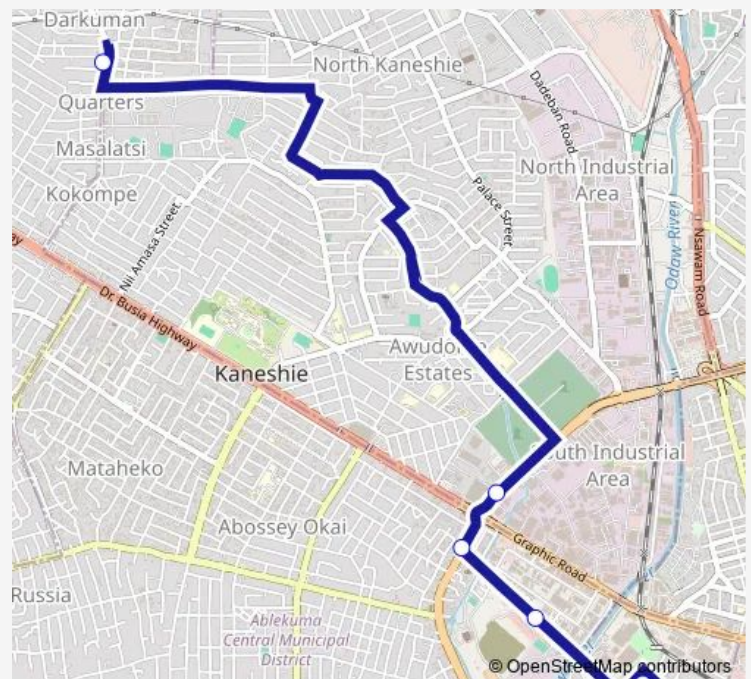 Darkuman
North Kaneshie
Quarters
Dadeban Road
Masalatsi
North Industrial
Area
Kokompe
Palace Street
Nii Amasa Street
Odaw River
Nsawam Road
Dr. Busia Highway
Kaneshie
Estates
South Industrial
Area
Mataheko
Abossey Okai
Graphic Road
Russia
Ablekuma
Central Municipal
District
© OpenStreetMap contributors